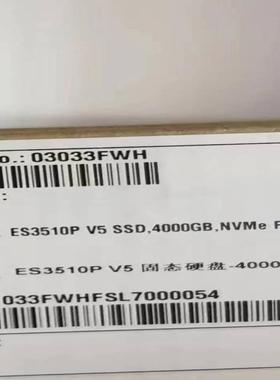 o.: 03033FWH
:
ES3510P V5 SSD,4000GB,NVMe
ES3510P V5 固态硬盘-4000
033FWHFSL7000054
: